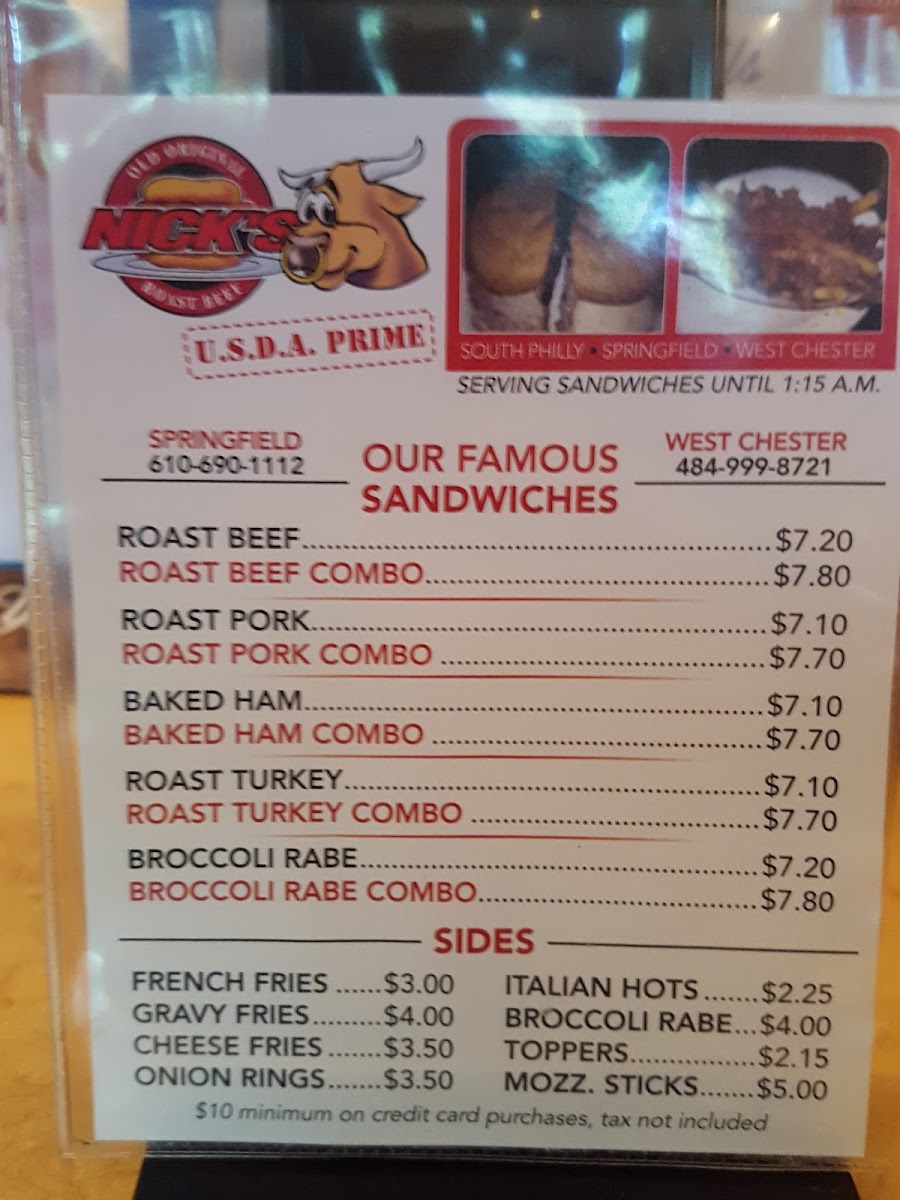 OLD ORIGINAL
NICK'S
ROAST BEEF
U.S.D.A. PRIME
SOUTH PHILLY • SPRINGFIELD • WEST CHESTER
SERVING SANDWICHES UNTIL 1:15 A.M.
SPRINGFIELD
610-690-1112
OUR FAMOUS
SANDWICHES
WEST CHESTER
484-999-8721
ROAST BEEF.....$7.20
ROAST BEEF COMBO.....$7.80
ROAST PORK.....$7.10
ROAST PORK COMBO.....$7.70
BAKED HAM.....$7.10
BAKED HAM COMBO.....$7.70
ROAST TURKEY.....$7.10
ROAST TURKEY COMBO.....$7.70
BROCCOLI RABE.....$7.20
BROCCOLI RABE COMBO.....$7.80
SIDES
FRENCH FRIES......$3.00
GRAVY FRIES.........$4.00
CHEESE FRIES.......$3.50
ONION RINGS.......$3.50
ITALIAN HOTS.......$2.25
BROCCOLI RABE...$4.00
TOPPERS................$2.15
MOZZ. STICKS.......$5.00
$10 minimum on credit card purchases, tax not included